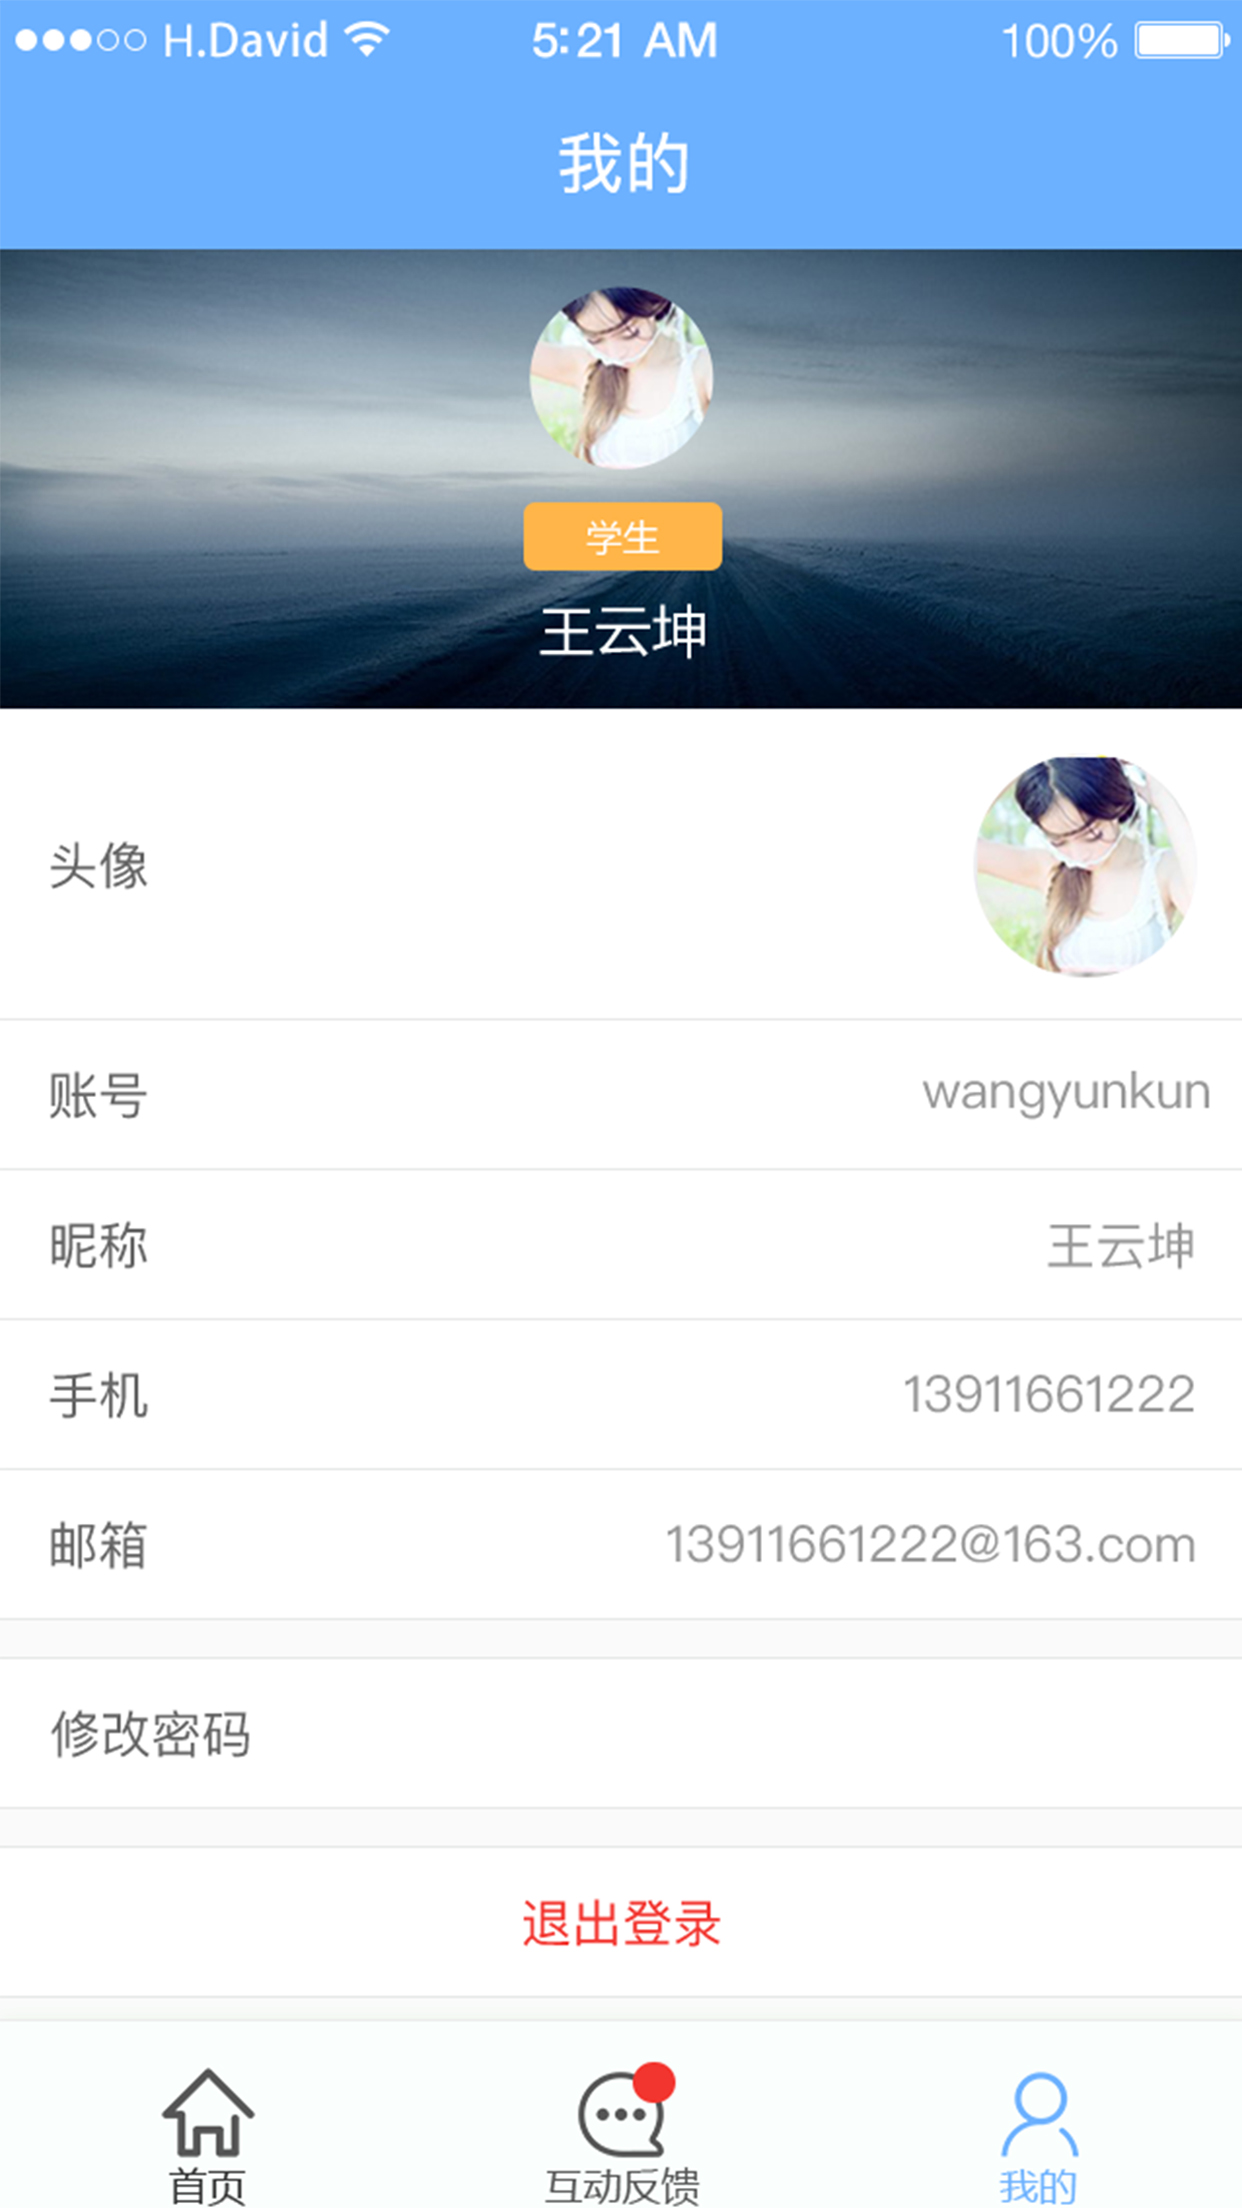 H.David 5:21 AM 100%
我的
学生
王云坤
头像
账号 wangyunkun
昵称 王云坤
手机 13911661222
邮箱 13911661222@163.com
修改密码
退出登录
首页 互动反馈 我的